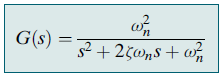 G(s) = ω_n^2 / (s^2 + 2ζω_n s + ω_n^2)